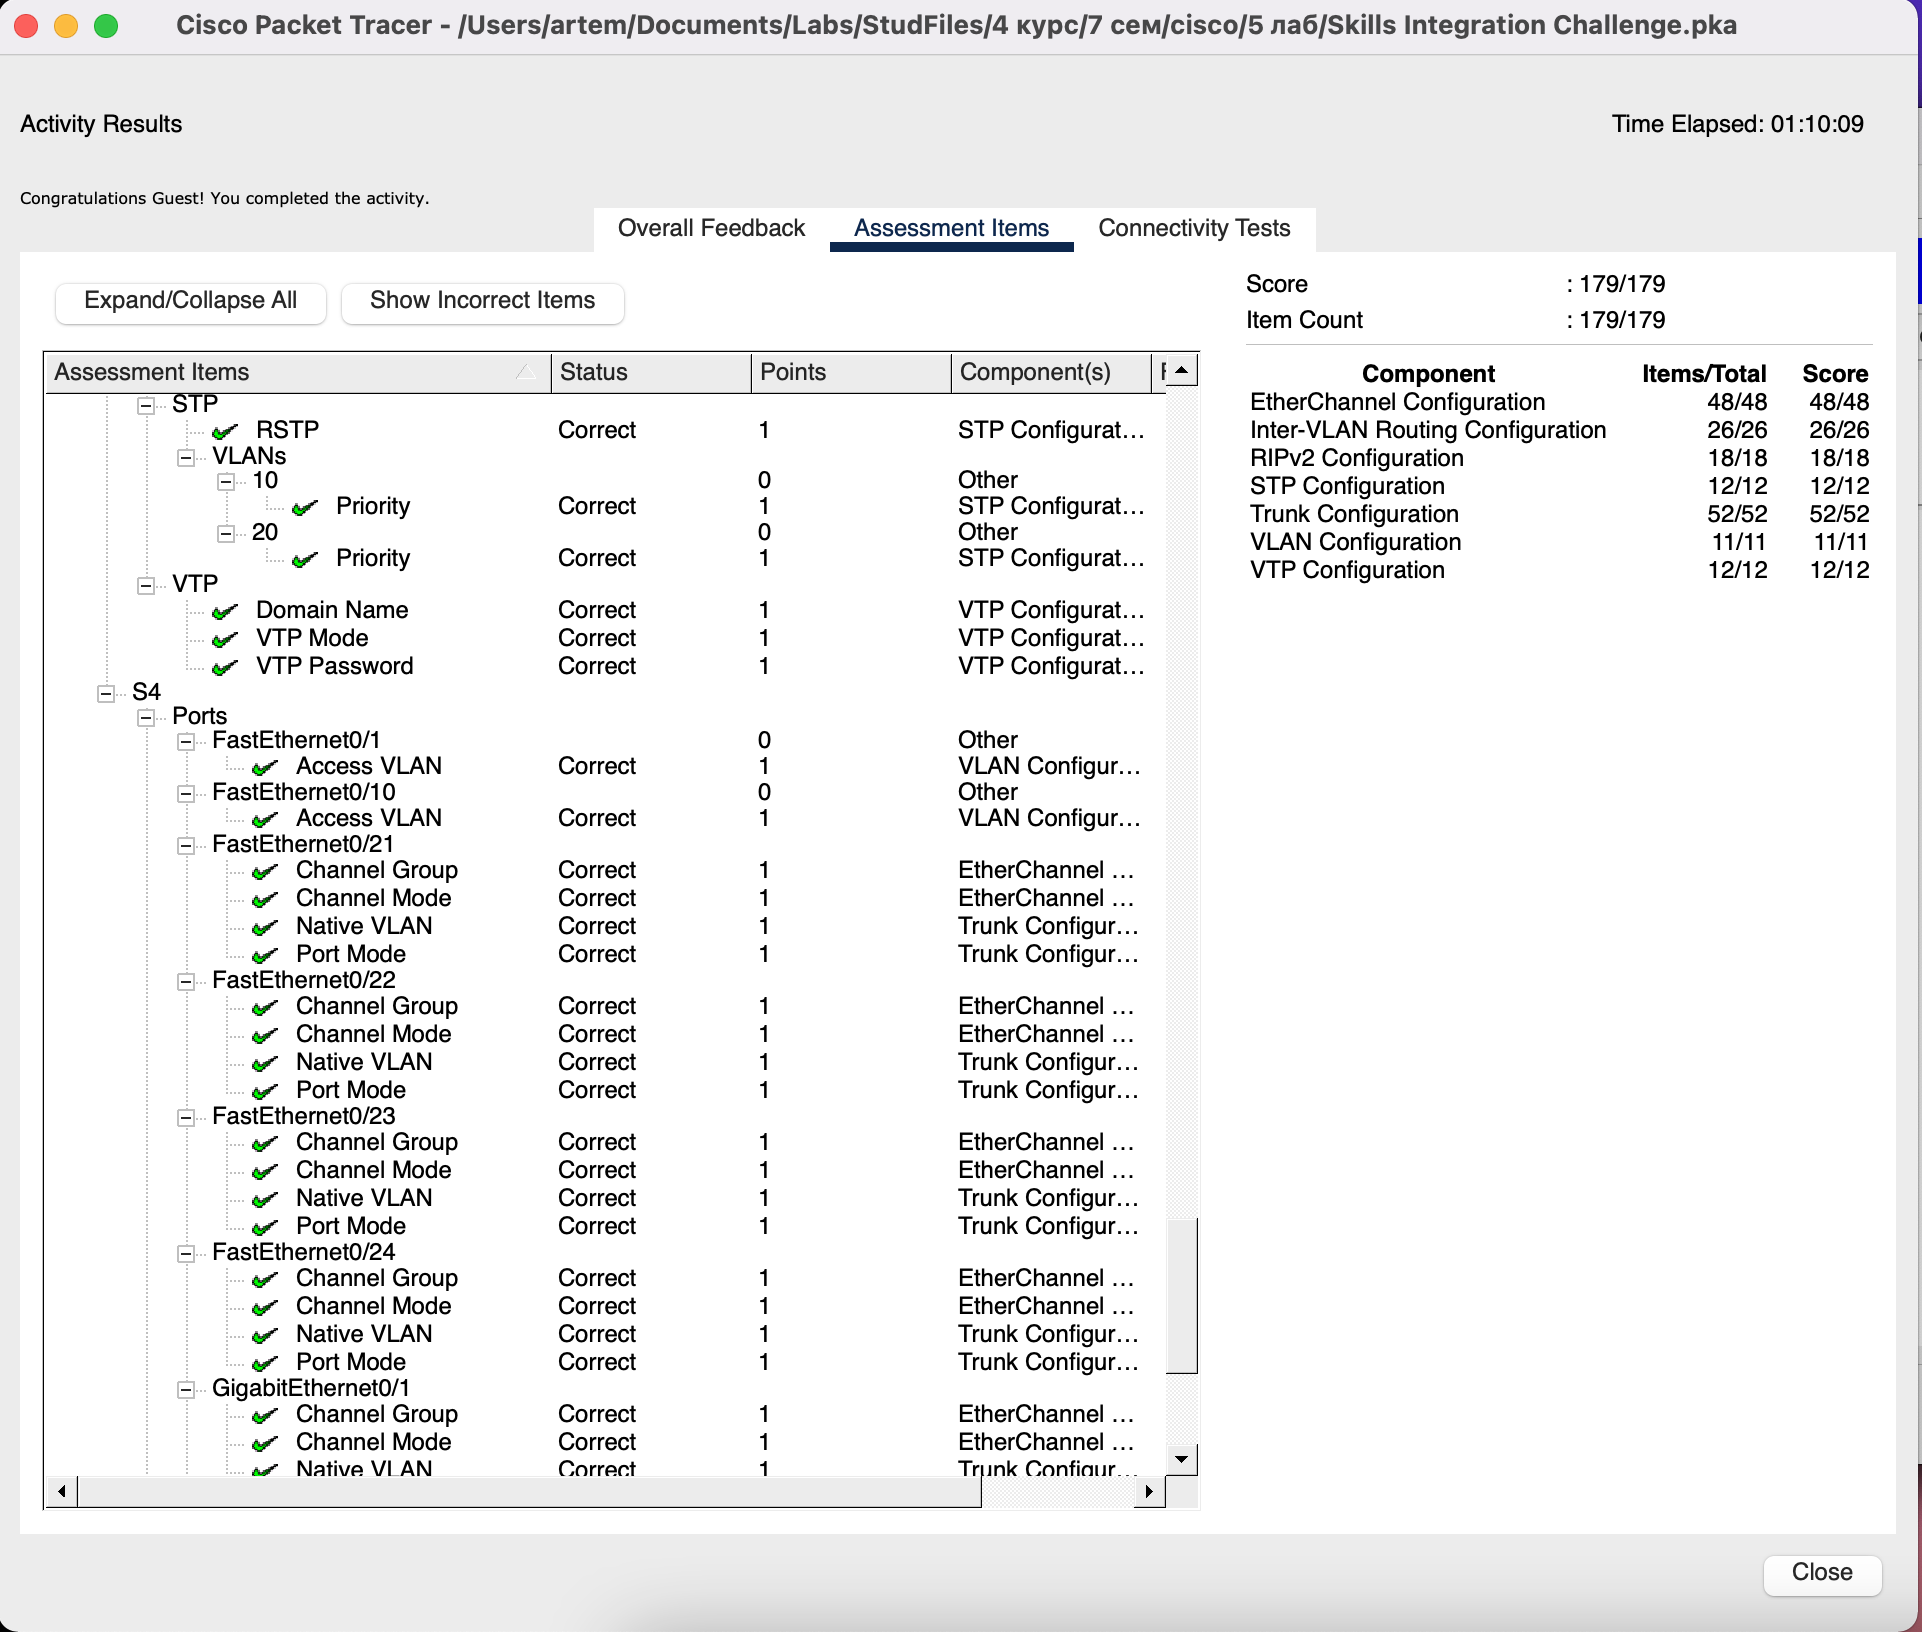 Cisco Packet Tracer - /Users/artem/Documents/Labs/StudFiles/4 курс/7 сем/cisco/5 лаб/Skills Integration Challenge.pka
Activity Results
Time Elapsed: 01:10:09
Congratulations Guest! You completed the activity.
Overall Feedback
Assessment Items
Connectivity Tests
Expand/Collapse All
Show Incorrect Items
Score : 179/179
Item Count : 179/179
Component Items/Total Score
EtherChannel Configuration 48/48 48/48
Inter-VLAN Routing Configuration 26/26 26/26
RIPv2 Configuration 18/18 18/18
STP Configuration 12/12 12/12
Trunk Configuration 52/52 52/52
VLAN Configuration 11/11 11/11
VTP Configuration 12/12 12/12
Assessment Items Status Points Component(s)
STP
RSTP Correct 1 STP Configurat...
VLANs
10 0 Other
Priority Correct 1 STP Configurat...
20 0 Other
Priority Correct 1 STP Configurat...
VTP
Domain Name Correct 1 VTP Configurat...
VTP Mode Correct 1 VTP Configurat...
VTP Password Correct 1 VTP Configurat...
S4
Ports
FastEthernet0/1 0 Other
Access VLAN Correct 1 VLAN Configur...
FastEthernet0/10 0 Other
Access VLAN Correct 1 VLAN Configur...
FastEthernet0/21
Channel Group Correct 1 EtherChannel ...
Channel Mode Correct 1 EtherChannel ...
Native VLAN Correct 1 Trunk Configur...
Port Mode Correct 1 Trunk Configur...
FastEthernet0/22
Channel Group Correct 1 EtherChannel ...
Channel Mode Correct 1 EtherChannel ...
Native VLAN Correct 1 Trunk Configur...
Port Mode Correct 1 Trunk Configur...
FastEthernet0/23
Channel Group Correct 1 EtherChannel ...
Channel Mode Correct 1 EtherChannel ...
Native VLAN Correct 1 Trunk Configur...
Port Mode Correct 1 Trunk Configur...
FastEthernet0/24
Channel Group Correct 1 EtherChannel ...
Channel Mode Correct 1 EtherChannel ...
Native VLAN Correct 1 Trunk Configur...
Port Mode Correct 1 Trunk Configur...
GigabitEthernet0/1
Channel Group Correct 1 EtherChannel ...
Channel Mode Correct 1 EtherChannel ...
Native VLAN Correct 1 Trunk Configur...
Close